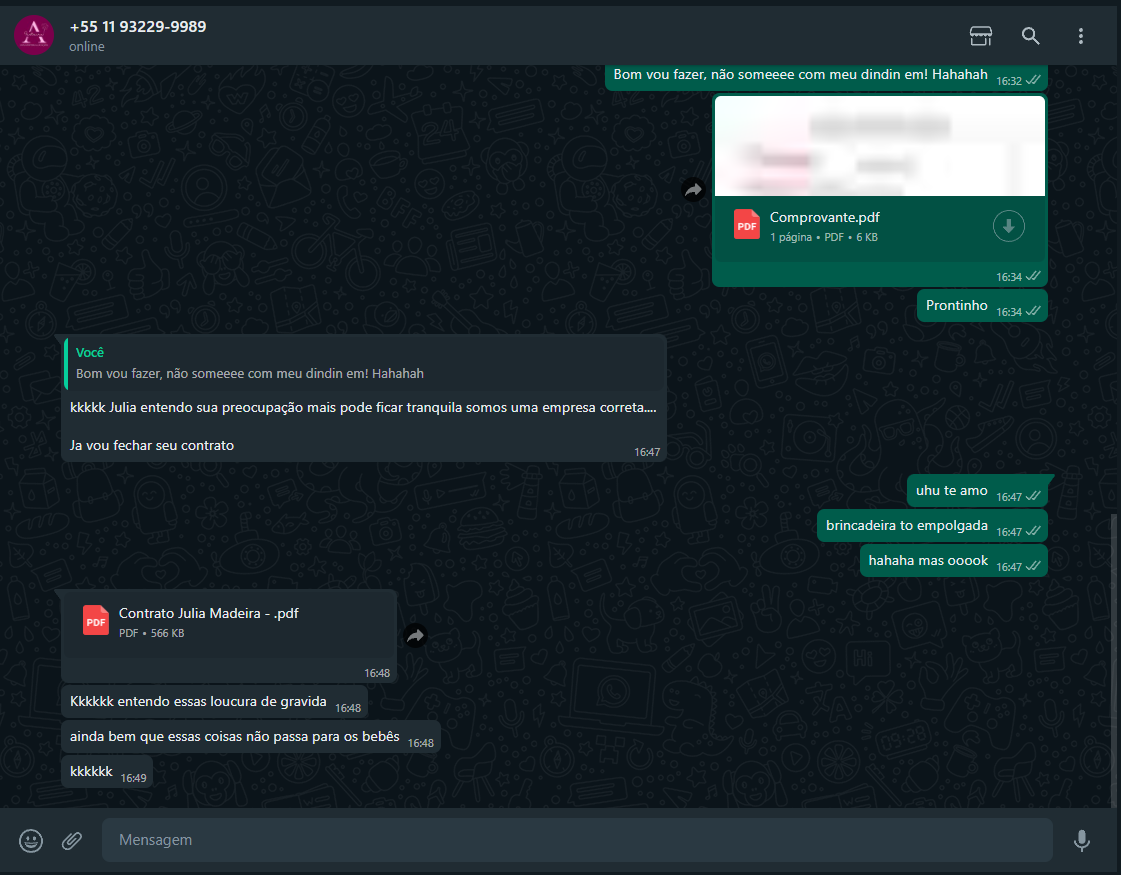 +55 11 93229-9989
online
Bom vou fazer, não someeee com meu dindin em! Hahahah 16:32
PDF Comprovante.pdf
1 página • PDF • 6 KB
16:34
Prontinho 16:34
Você
Bom vou fazer, não someeee com meu dindin em! Hahahah
kkkkk Julia entendo sua preocupação mais pode ficar tranquila somos uma empresa correta....
Ja vou fechar seu contrato
16:47
uhu te amo 16:47
brincadeira to empolgada 16:47
hahaha mas ooook 16:47
PDF Contrato Julia Madeira - .pdf
PDF • 566 KB
16:48
Kkkkkk entendo essas loucura de gravida 16:48
ainda bem que essas coisas não passa para os bebês 16:48
kkkkkk 16:49
Mensagem